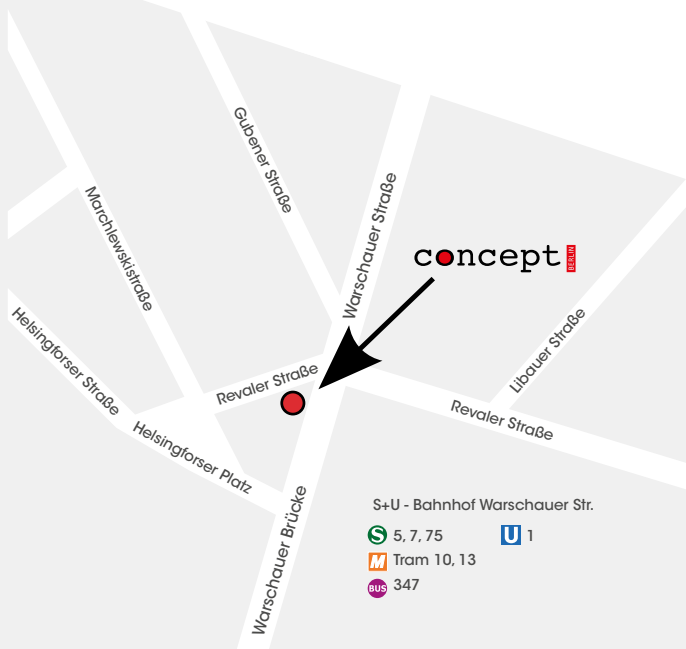 Gubener Straße
Warschauer Straße
Marchlewskistraße
concept BERLIN
Helsingforser Straße
Libauer Straße
Revaler Straße
Revaler Straße
Helsingforser Platz
Warschauer Brücke
S+U - Bahnhof Warschauer Str.
S 5, 7, 75 U 1
M Tram 10, 13
BUS 347